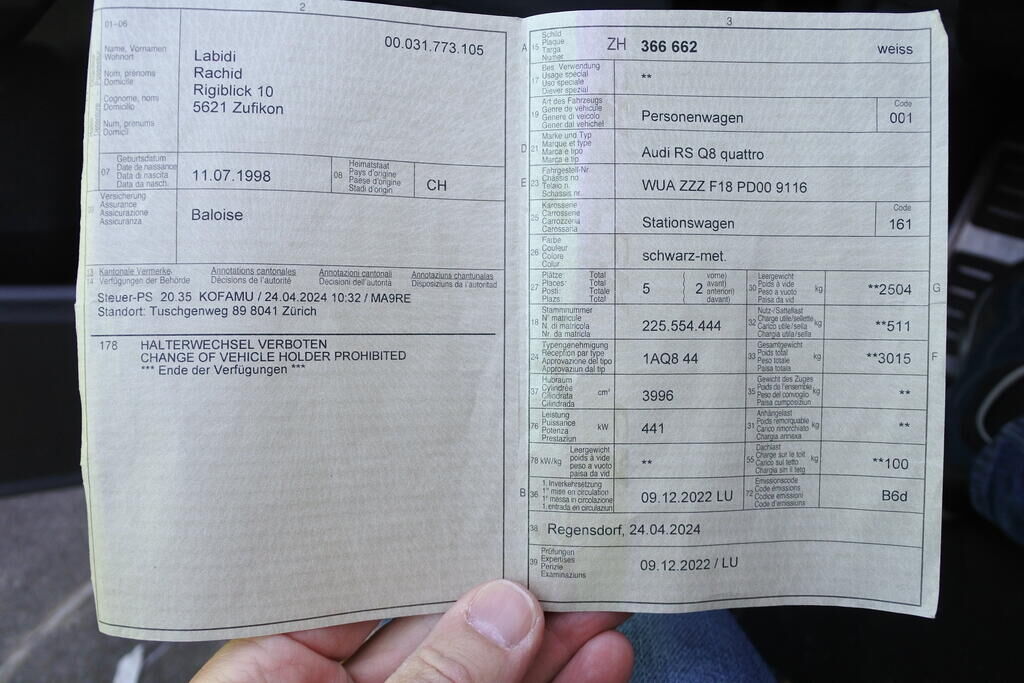 2
01-06
00.031.773.105
Name, Vornamen
Wohnort
Nom, prénoms
Domicile
Cognome, nomi
Domicilio
Num, prenums
Domicil
Labidi
Rachid
Rigiblick 10
5621 Zufikon
07
Geburtsdatum
Date de naissance
Data di nascita
Data da nasch.
11.07.1998
08
Heimatstaat
Pays d'origine
Paese d'origine
Stadi d'origin
CH
Versicherung
Assurance
Assicurazione
Assicuranza
Baloise
13 Kantonale Vermerke Annotations cantonales Annotazioni cantonali Annotaziuns chantunalas
14 Verfügungen der Behörde Décisions de l'autorité Decisioni dell'autorità Disposiziuns da l'autoritad
Steuer-PS 20.35 KOFAMU / 24.04.2024 10:32 / MA9RE
Standort: Tuschgenweg 89 8041 Zürich
178 HALTERWECHSEL VERBOTEN
CHANGE OF VEHICLE HOLDER PROHIBITED
*** Ende der Verfügungen ***
3
A 15
Schild
Plaque
Targa
Numer
ZH 366 662 weiss
17
Bes. Verwendung
Usage spécial
Uso speciale
Diever spezial
**
19
Art des Fahrzeugs
Genre de véhicule
Genere di veicolo
Gener dal vehichel
Personenwagen
Code
001
D 21
Marke und Typ
Marque et type
Marca e tipo
Marca e tip
Audi RS Q8 quattro
E 23
Fahrgestell-Nr.
Châssis no
Telaio n.
Schassis nr.
WUA ZZZ F18 PD00 9116
25
Karosserie
Carrosserie
Carrozzeria
Carossaria
Stationswagen
Code
161
26
Farbe
Couleur
Colore
Colur
schwarz-met.
27
Plätze: Total
Places: Total
Posti: Totale
Plazs: Total
5
( 2
vorne)
avant)
anteriori)
davant)
30
Leergewicht
Poids à vide
Peso a vuoto
Paisa da vid
kg
**2504
G
18
Stammnummer
N° matricule
N. di matricola
Nr. da matricla
225.554.444
32
Nutz-/Sattellast
Charge utile/sellette
Carico utile/sella
Chargia utila/sella
kg
**511
24
Typengenehmigung
Réception par type
Approvazione del tipo
Approvaziun dal tip
1AQ8 44
33
Gesamtgewicht
Poids total
Peso totale
Paisa totala
kg
**3015
F
37
Hubraum
Cylindrée
Cilindrata
Cilindrada
cm³
3996
35
Gewicht des Zuges
Poids de l'ensemble
Peso del convoglio
Paisa cumposiziun
kg
**
76
Leistung
Puissance
Potenza
Prestaziun
kW
441
31
Anhängelast
Poids remorquable
Carico rimorchiato
Chargia annexa
kg
**
78 kW/kg
Leergewicht
poids à vide
peso a vuoto
paisa da vid
**
55
Dachlast
Charge sur le toit
Carico sul tetto
Chargia sin il tetg
kg
**100
B 36
1. Inverkehrsetzung
1re mise en circulation
1a messa in circolazione
1. entrada en circulaziun
09.12.2022 LU
72
Emissionscode
Code émissions
Codice emissioni
Code d'emissiuns
B6d
38
Regensdorf, 24.04.2024
39
Prüfungen
Expertises
Perizie
Examinaziuns
09.12.2022 / LU